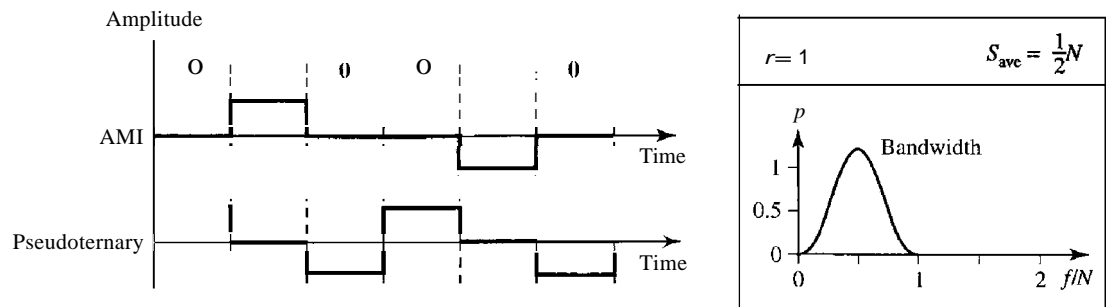 Amplitude
O 0 O 0
AMI
Time
Pseudoternary
Time
r = 1
S_ave = 1/2 N
p
Bandwidth
1
0.5
0
0 1 2 f/N